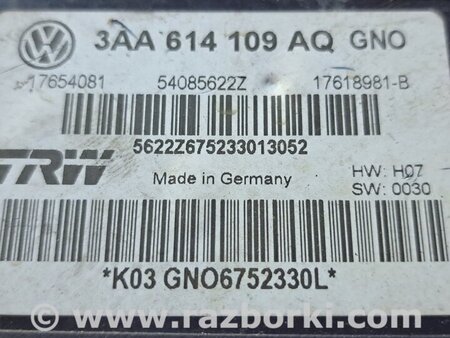 3AA 614 109 AQ GNO
17654081 54085622Z 17618981-B
5622Z675233013052
TRW Made in Germany HW: H07
SW: 0030
*K03 GNO6752330L*
© www.razborki.com